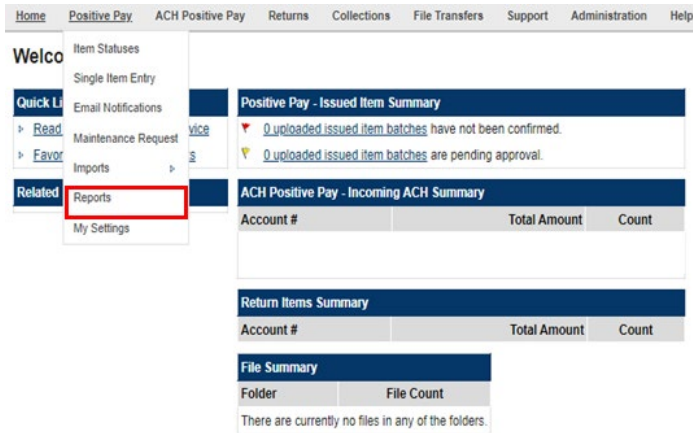 Home Positive Pay ACH Positive Pay Returns Collections File Transfers Support Administration Help
Welco
Item Statuses
Single Item Entry
Email Notifications
Maintenance Request
Imports
Reports
My Settings
Quick Li
Read vice
Favor s
Related
Positive Pay - Issued Item Summary
0 uploaded issued item batches have not been confirmed.
0 uploaded issued item batches are pending approval.
ACH Positive Pay - Incoming ACH Summary
Account # Total Amount Count
Return Items Summary
Account # Total Amount Count
File Summary
Folder File Count
There are currently no files in any of the folders.